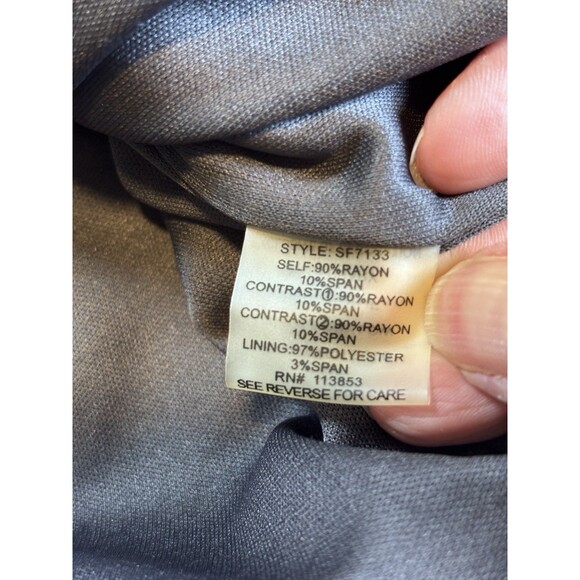 STYLE: SF7133
SELF:90%RAYON
10%SPAN
CONTRAST①:90%RAYON
10%SPAN
CONTRAST②:90%RAYON
10%SPAN
LINING:97%POLYESTER
3%SPAN
RN# 113853
SEE REVERSE FOR CARE